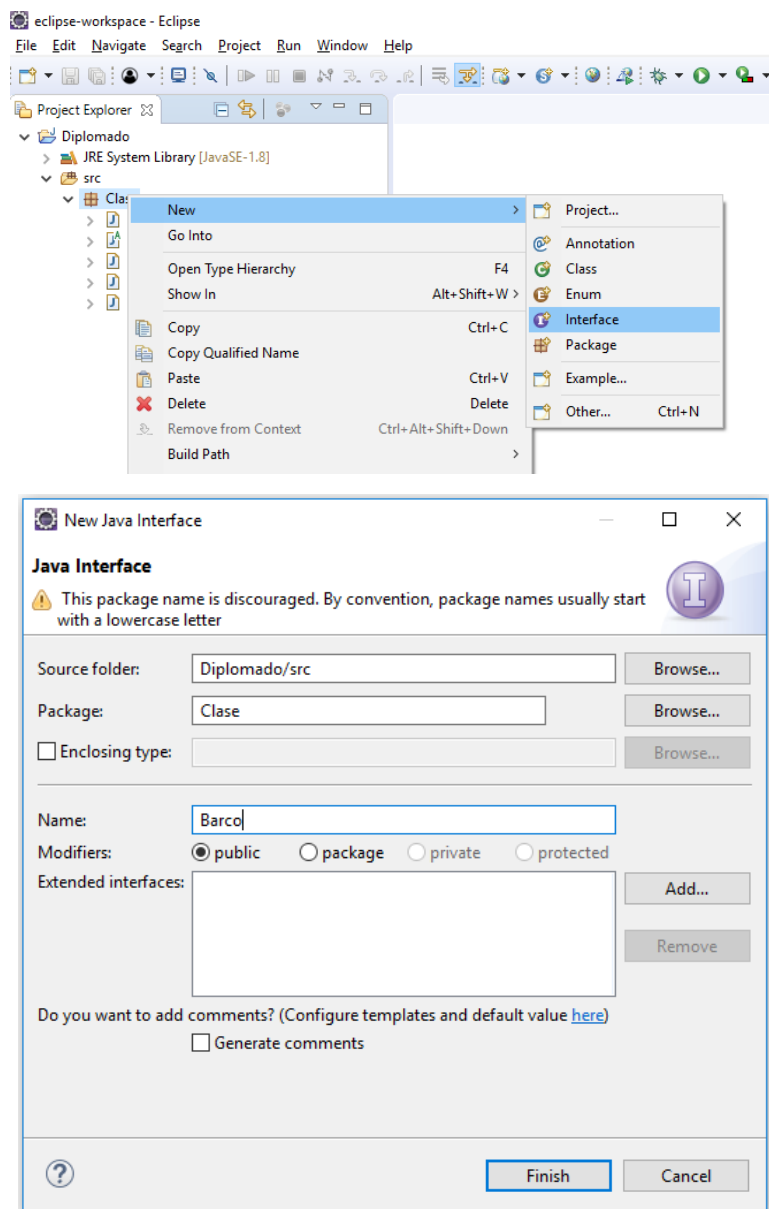 eclipse-workspace - Eclipse
File Edit Navigate Search Project Run Window Help
Project Explorer
Diplomado
JRE System Library [JavaSE-1.8]
src
New
Project...
Go Into
Annotation
Open Type Hierarchy F4
Class
Show In Alt+Shift+W >
Enum
Interface
Copy Ctrl+C
Package
Copy Qualified Name
Paste Ctrl+V
Example...
Delete Delete
Other... Ctrl+N
Remove from Context Ctrl+Alt+Shift+Down
Build Path
New Java Interface
Java Interface
This package name is discouraged. By convention, package names usually start
with a lowercase letter
Source folder: Diplomado/src Browse...
Package: Clase Browse...
Enclosing type: Browse...
Name: Barco
Modifiers: public package private protected
Extended interfaces: Add...
Remove
Do you want to add comments? (Configure templates and default value here)
Generate comments
Finish Cancel